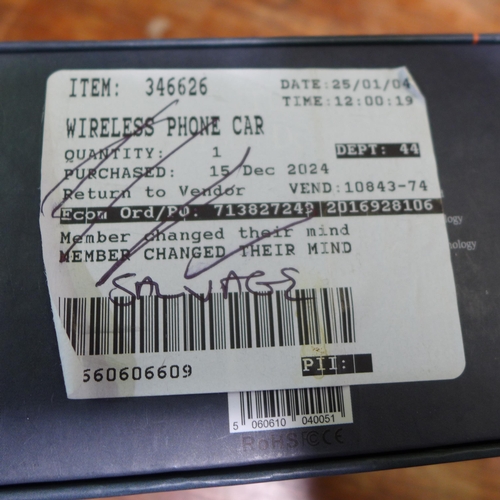 ITEM: 346626 DATE:25/01/04
TIME:12:00:19
WIRELESS PHONE CAR
QUANTITY: 1 DEPT: 44
PURCHASED: 15 Dec 2024
Return to Vendor VEND:10843-74
Ecom Ord/PO. 713827249 2016928106
Member changed their mind
MEMBER CHANGED THEIR MIND
SALVAGE
560606609
PII:
5 060610 040051
RoHS FC CE